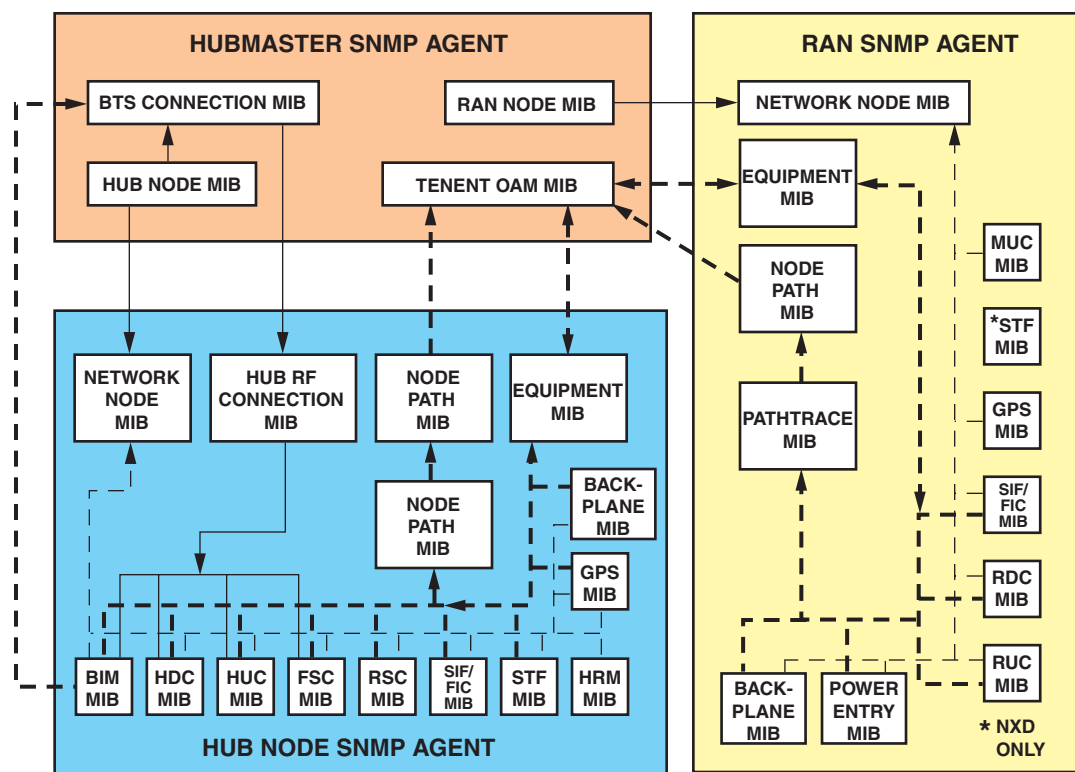 HUBMASTER SNMP AGENT
BTS CONNECTION MIB
RAN NODE MIB
HUB NODE MIB
TENENT OAM MIB
RAN SNMP AGENT
NETWORK NODE MIB
EQUIPMENT
MIB
NODE
PATH
MIB
PATHTRACE
MIB
MUC
MIB
*STF
MIB
GPS
MIB
SIF/
FIC
MIB
RDC
MIB
RUC
MIB
BACK-
PLANE
MIB
POWER
ENTRY
MIB
* NXD
ONLY
NETWORK
NODE
MIB
HUB RF
CONNECTION
MIB
NODE
PATH
MIB
EQUIPMENT
MIB
NODE
PATH
MIB
BACK-
PLANE
MIB
GPS
MIB
BIM
MIB
HDC
MIB
HUC
MIB
FSC
MIB
RSC
MIB
SIF/
FIC
MIB
STF
MIB
HRM
MIB
HUB NODE SNMP AGENT